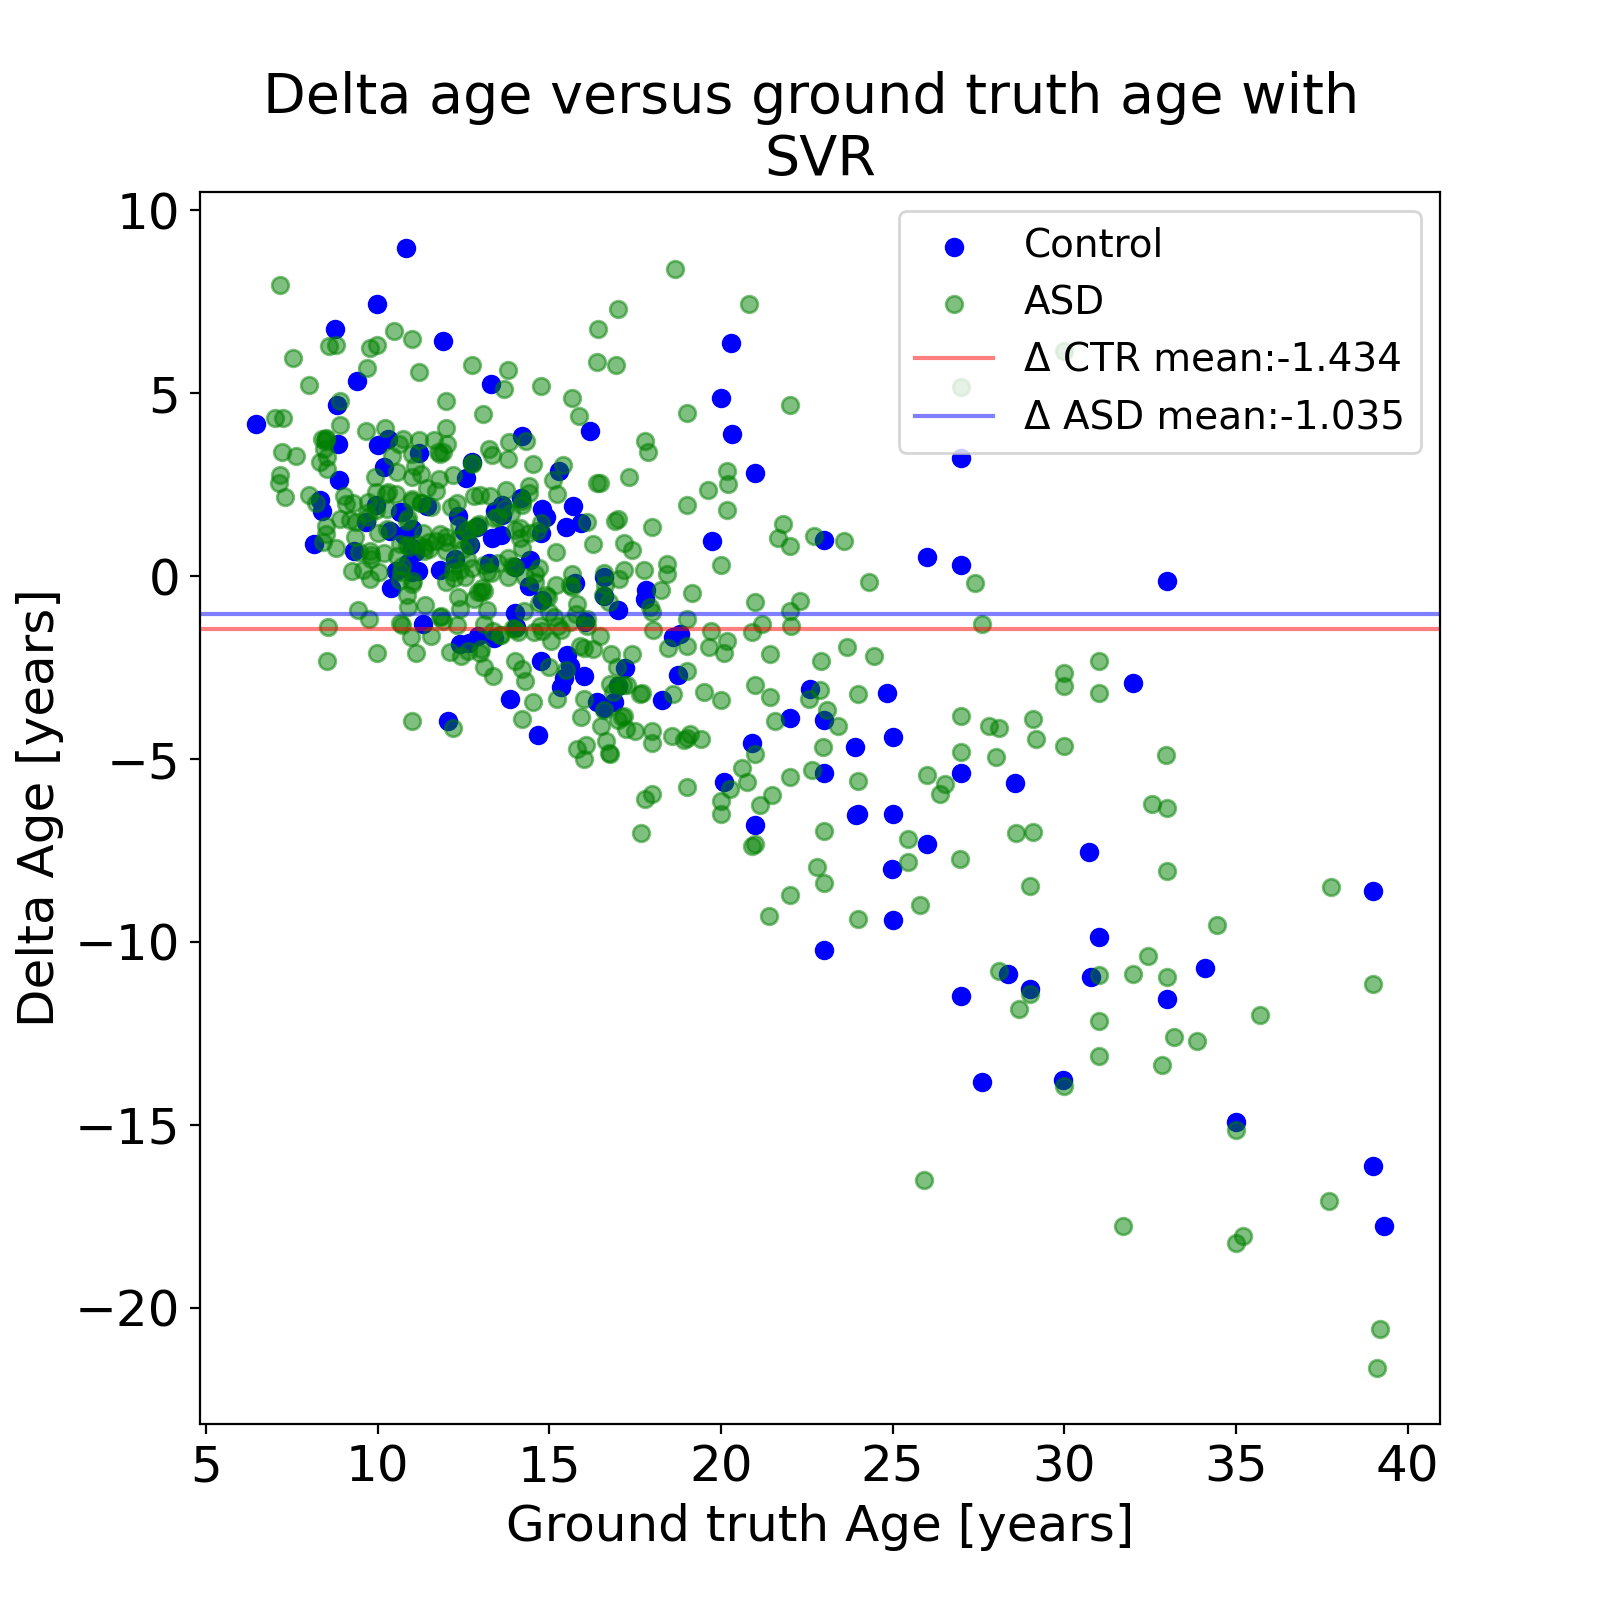 Delta age versus ground truth age with
SVR
Control
ASD
Δ CTR mean:-1.434
Δ ASD mean:-1.035
10
5
0
−5
−10
−15
−20
Delta Age [years]
5 10 15 20 25 30 35 40
Ground truth Age [years]